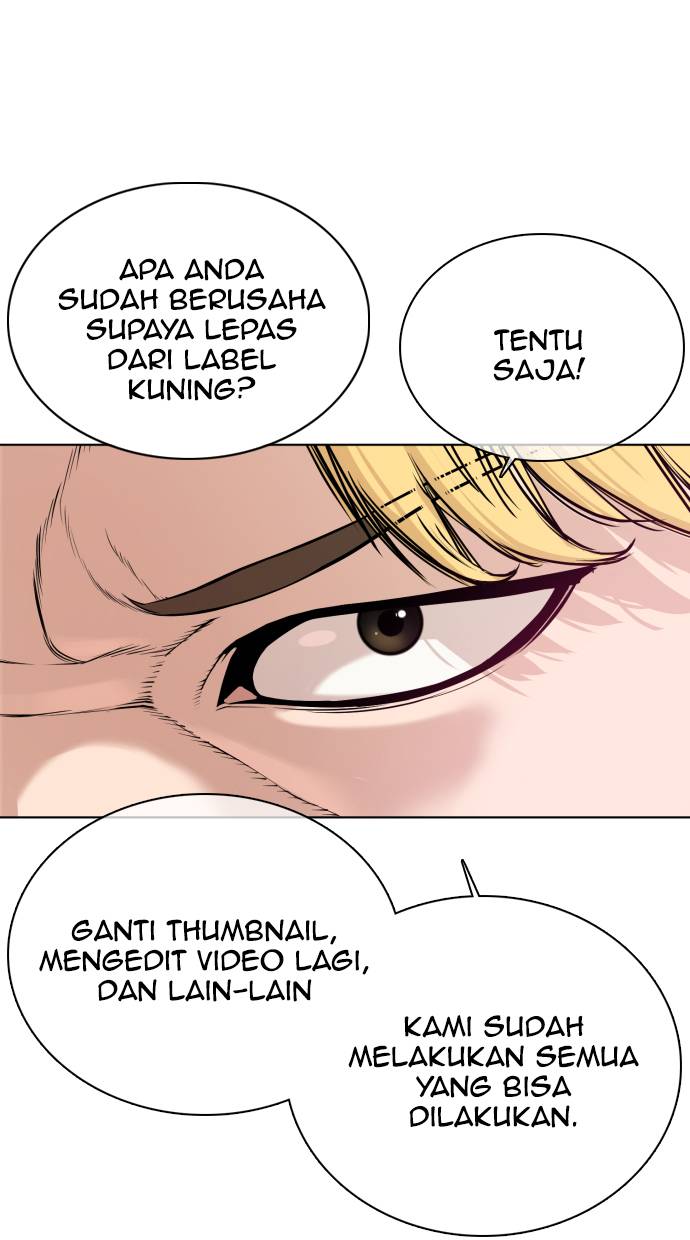 APA ANDA
SUDAH BERUSAHA
SUPAYA LEPAS
DARI LABEL
KUNING?
TENTU
SAJA!
GANTI THUMBNAIL,
MENGEDIT VIDEO LAGI,
DAN LAIN-LAIN
KAMI SUDAH
MELAKUKAN SEMUA
YANG BISA
DILAKUKAN.